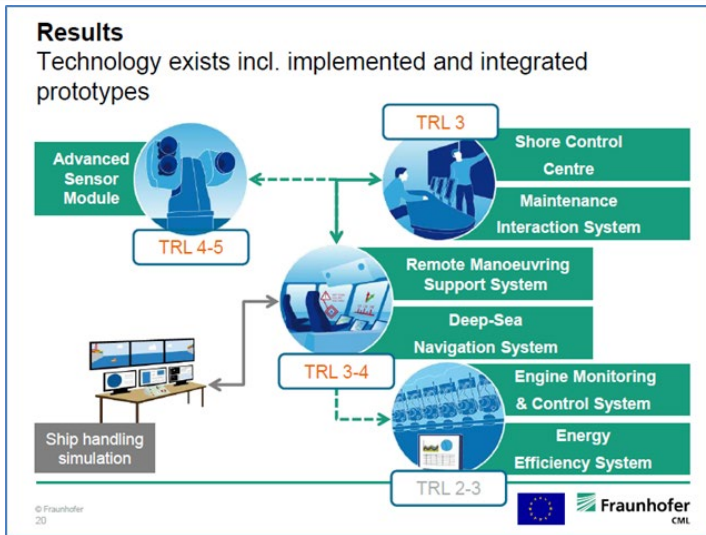 Results
Technology exists incl. implemented and integrated
prototypes
TRL 3
Advanced
Sensor
Module
TRL 4-5
Shore Control
Centre
Maintenance
Interaction System
Remote Manoeuvring
Support System
Deep-Sea
Navigation System
TRL 3-4
Engine Monitoring
& Control System
Energy
Efficiency System
TRL 2-3
Ship handling
simulation
© Fraunhofer
20
Fraunhofer
CML